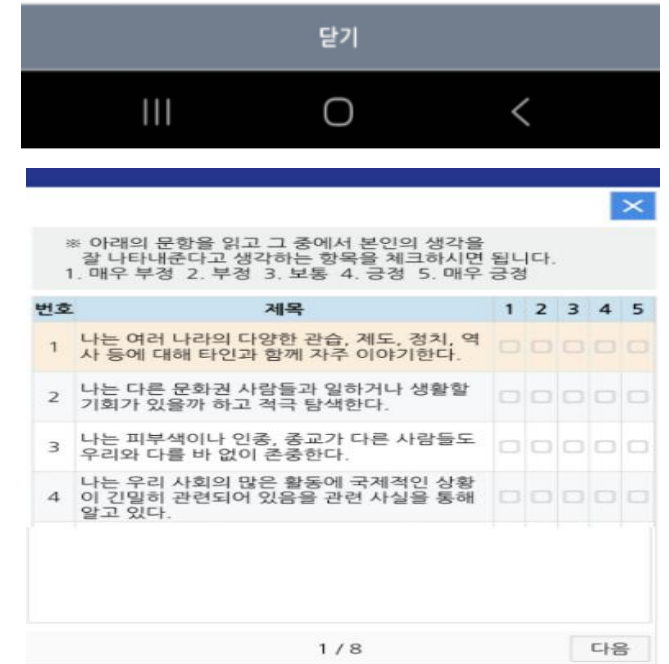 닫기
※ 아래의 문항을 읽고 그 중에서 본인의 생각을
잘 나타내준다고 생각하는 항목을 체크하시면 됩니다.
1. 매우 부정 2. 부정 3. 보통 4. 긍정 5. 매우 긍정
번호 제목 1 2 3 4 5
1 나는 여러 나라의 다양한 관습, 제도, 정치, 역
사 등에 대해 타인과 함께 자주 이야기한다.
2 나는 다른 문화권 사람들과 일하거나 생활할
기회가 있을까 하고 적극 탐색한다.
3 나는 피부색이나 인종, 종교가 다른 사람들도
우리와 다를 바 없이 존중한다.
4 나는 우리 사회의 많은 활동에 국제적인 상황
이 긴밀히 관련되어 있음을 관련 사실을 통해
알고 있다.
1 / 8
다음